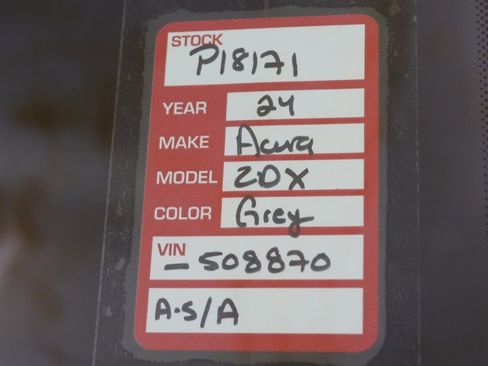 STOCK
P18171
YEAR 24
MAKE Acura
MODEL ZDX
COLOR Grey
VIN
-508870
A-S/A